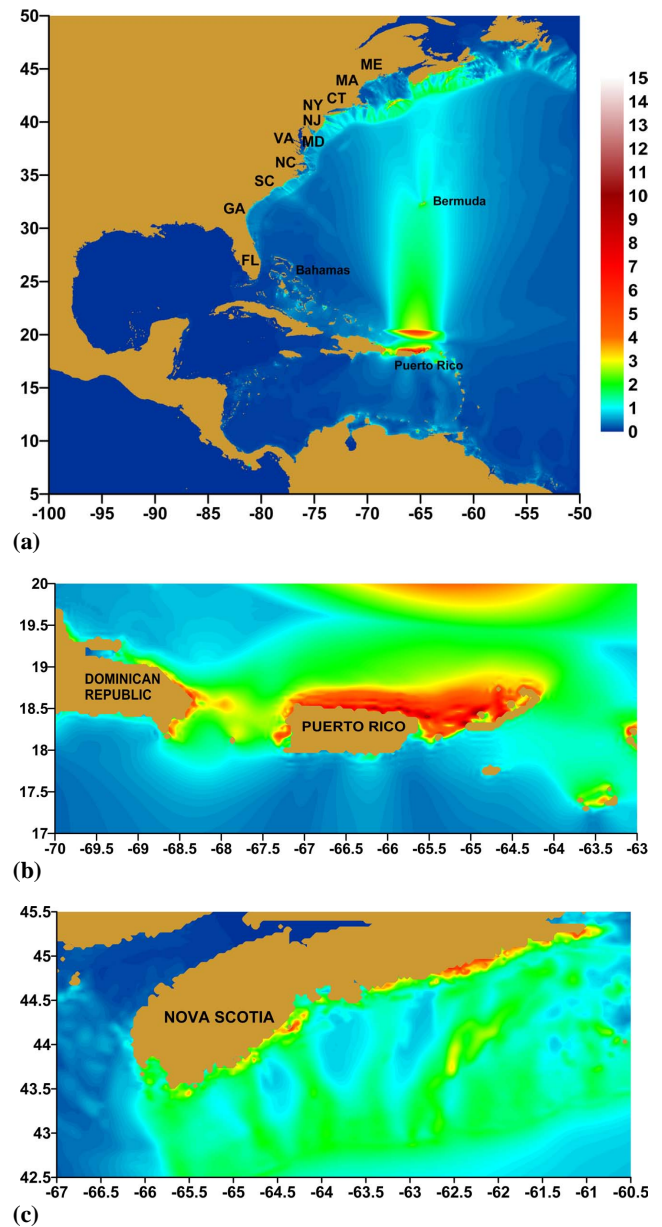 50
45
40
35
30
25
20
15
10
5
-100 -95 -90 -85 -80 -75 -70 -65 -60 -55 -50
ME
MA
CT
NY
NJ
VA MD
NC
SC
GA
FL
Bahamas
Bermuda
Puerto Rico
15
14
13
12
11
10
9
8
7
6
5
4
3
2
1
0
(a)
20
19.5
19
18.5
18
17.5
17
-70 -69.5 -69 -68.5 -68 -67.5 -67 -66.5 -66 -65.5 -65 -64.5 -64 -63.5 -63
DOMINICAN
REPUBLIC
PUERTO RICO
(b)
45.5
45
44.5
44
43.5
43
42.5
-67 -66.5 -66 -65.5 -65 -64.5 -64 -63.5 -63 -62.5 -62 -61.5 -61 -60.5
NOVA SCOTIA
(c)